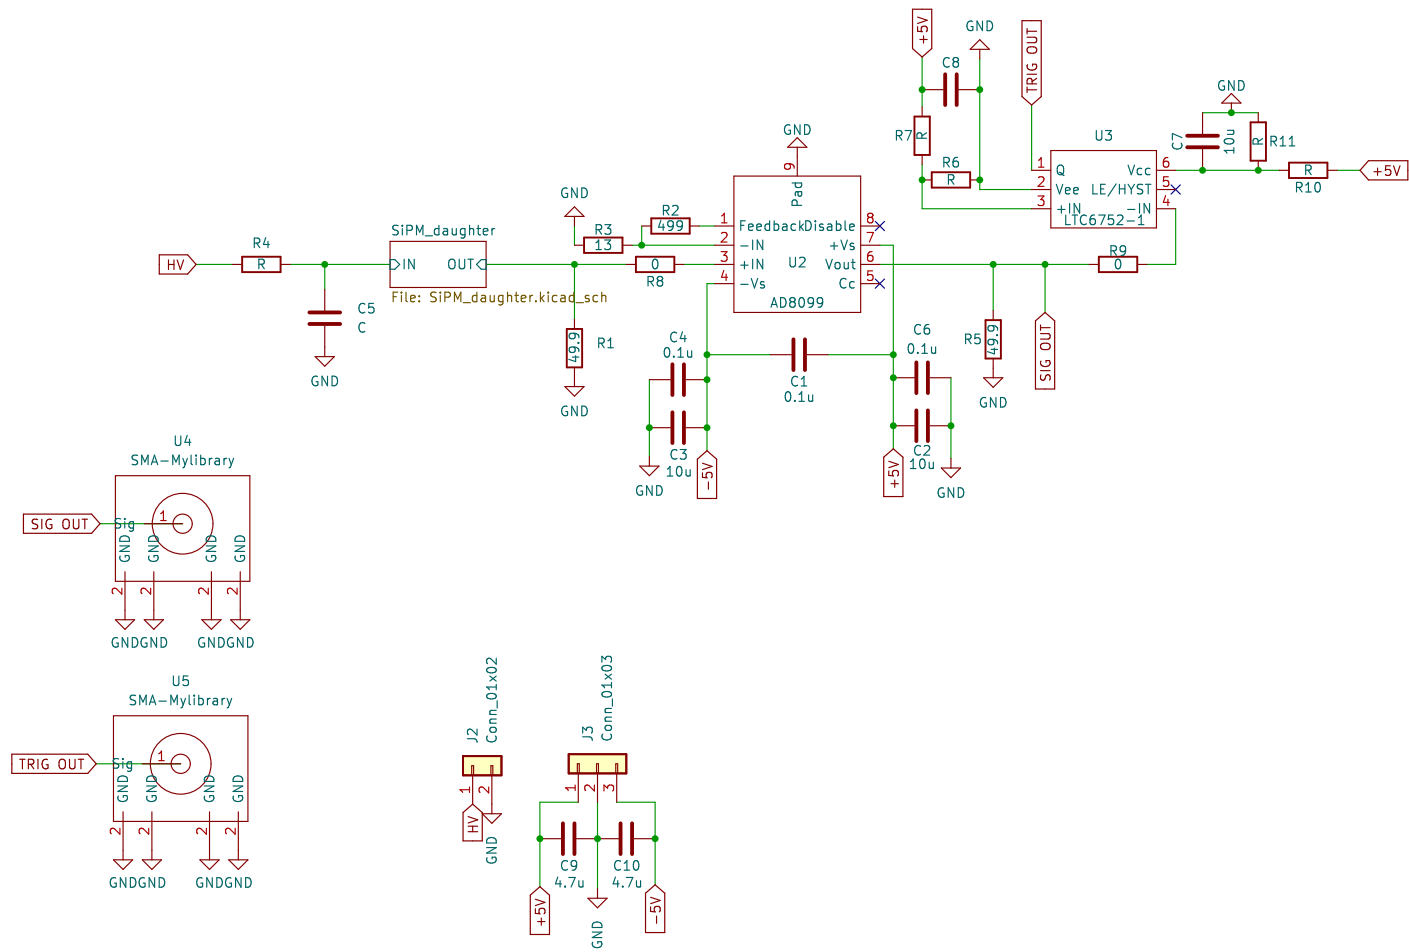 +5V
GND
C8
TRIG OUT
R7
R
R6
R
U3
1
Q
2
Vee
3
+IN
Vcc
6
LE/HYST
5
-IN
4
LTC6752-1
GND
C7
10u
R
R11
R
R10
+5V
GND
9
Pad
GND
R2
499
R3
13
0
R8
1
Feedback
Disable
8
2
-IN
+Vs
7
3
+IN
U2
Vout
6
4
-Vs
Cc
5
AD8099
HV
R4
R
SiPM_daughter
IN
OUT
File: SiPM_daughter.kicad_sch
C5
C
GND
49.9
R1
GND
C4
0.1u
C3
10u
GND
-5V
C1
0.1u
C6
0.1u
C2
10u
+5V
GND
R5
49.9
GND
SIG OUT
R9
0
U4
SMA-Mylibrary
SIG OUT
Sig
1
GND
GND
GND
GND
2
2
2
2
GND
GND
GND
GND
U5
SMA-Mylibrary
TRIG OUT
Sig
1
GND
GND
GND
GND
2
2
2
2
GND
GND
GND
GND
J2
Conn_01x02
1
2
HV
GND
J3
Conn_01x03
1
2
3
C9
4.7u
C10
4.7u
+5V
GND
-5V